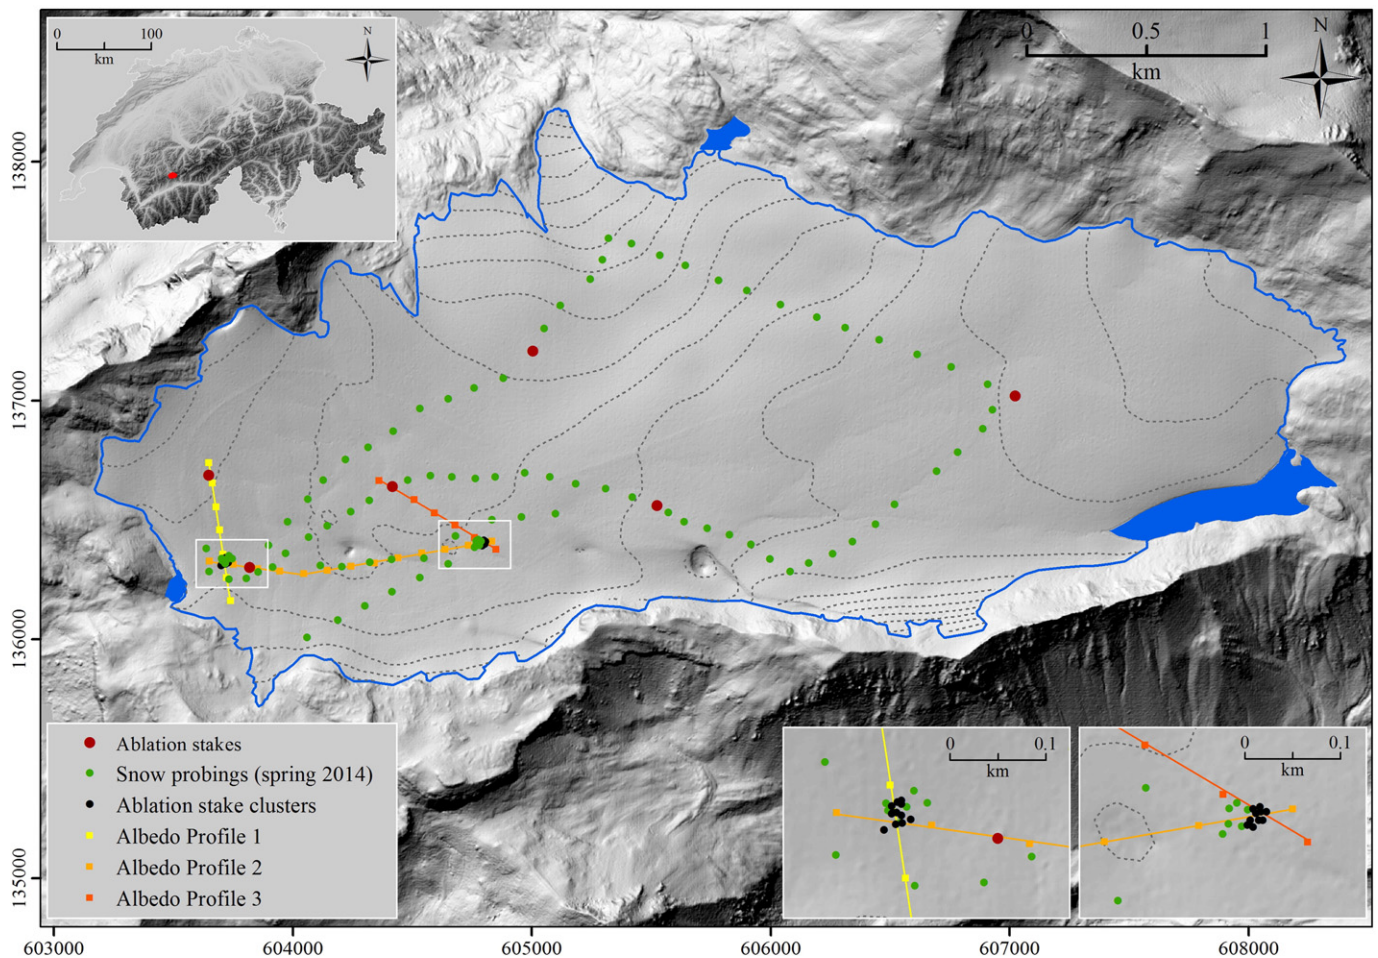 0 100
km
N
0 0.5 1
km
N
138000
137000
136000
135000
Ablation stakes
Snow probings (spring 2014)
Ablation stake clusters
Albedo Profile 1
Albedo Profile 2
Albedo Profile 3
0 0.1
km
0 0.1
km
603000 604000 605000 606000 607000 608000